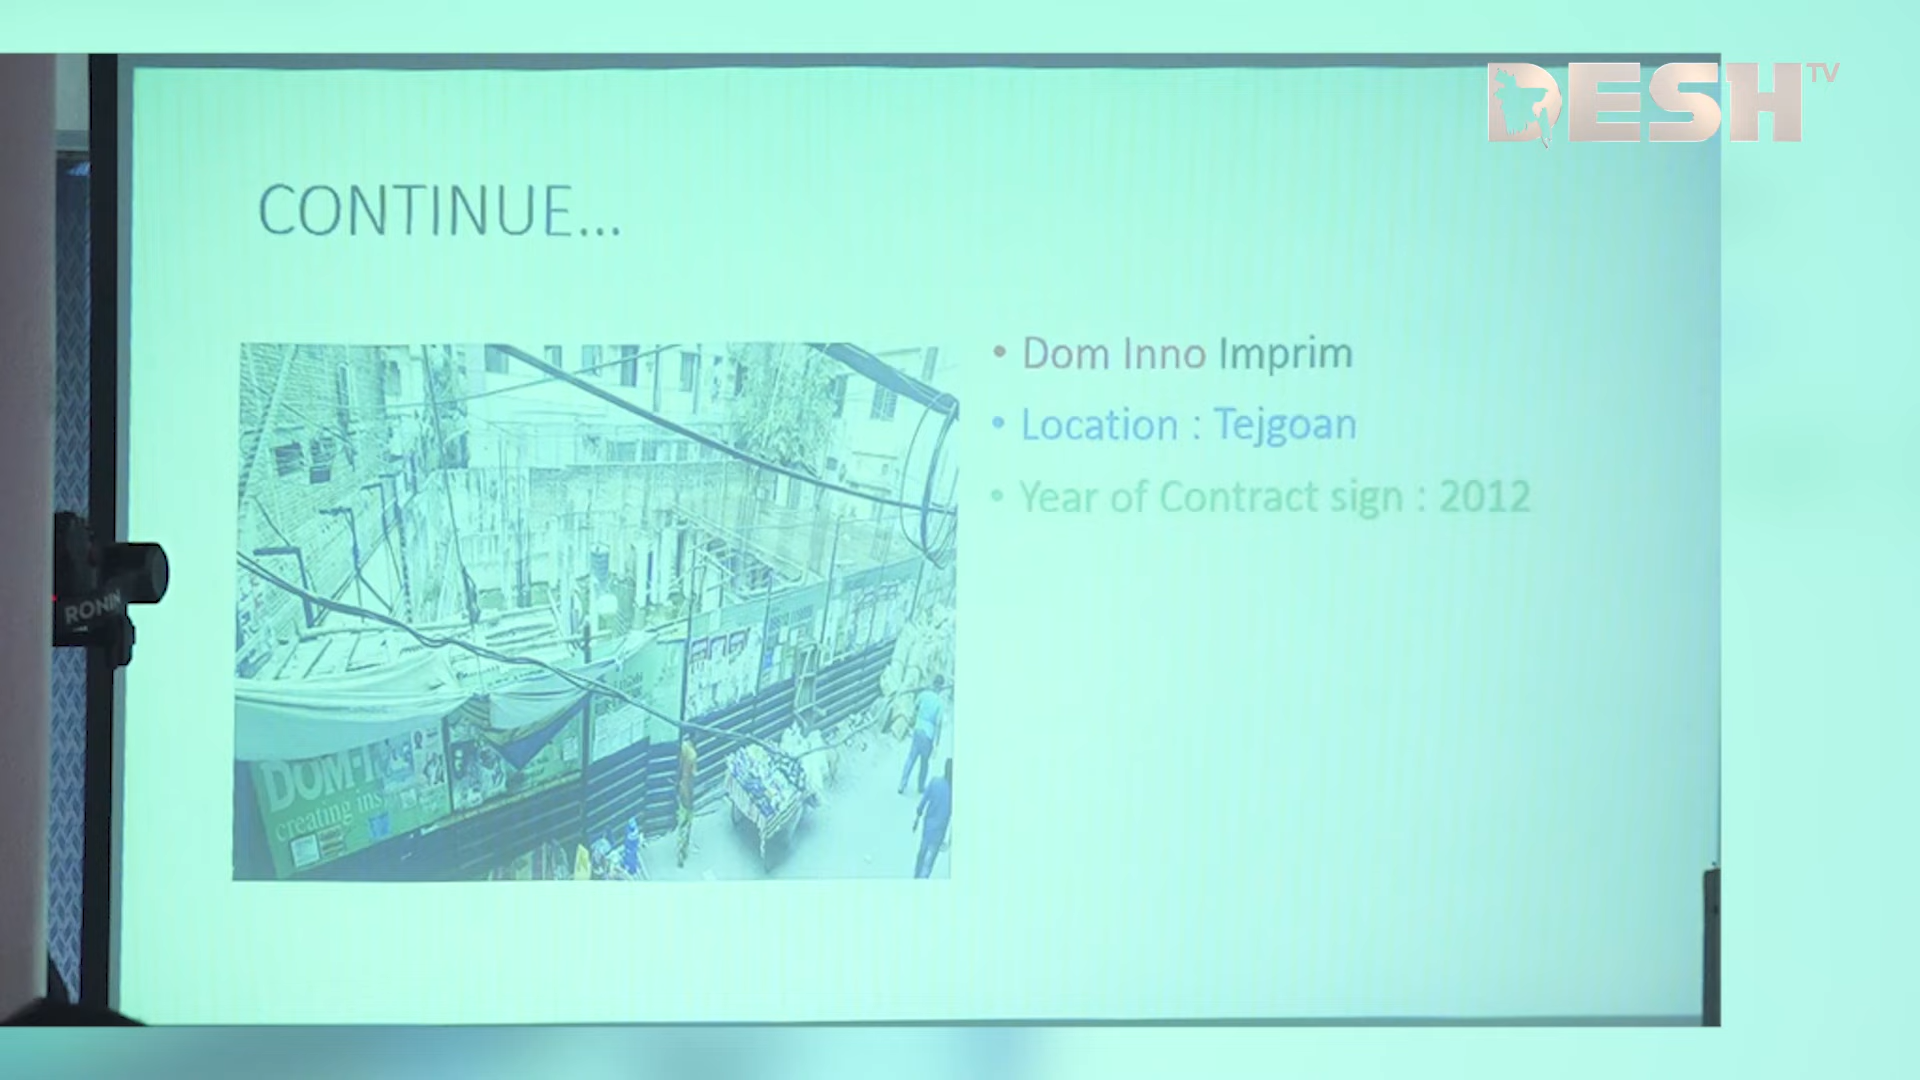 DESH TV
CONTINUE...
• Dom Inno Imprim
• Location : Tejgoan
• Year of Contract sign : 2012
RONIN
DOM-I
creating ins